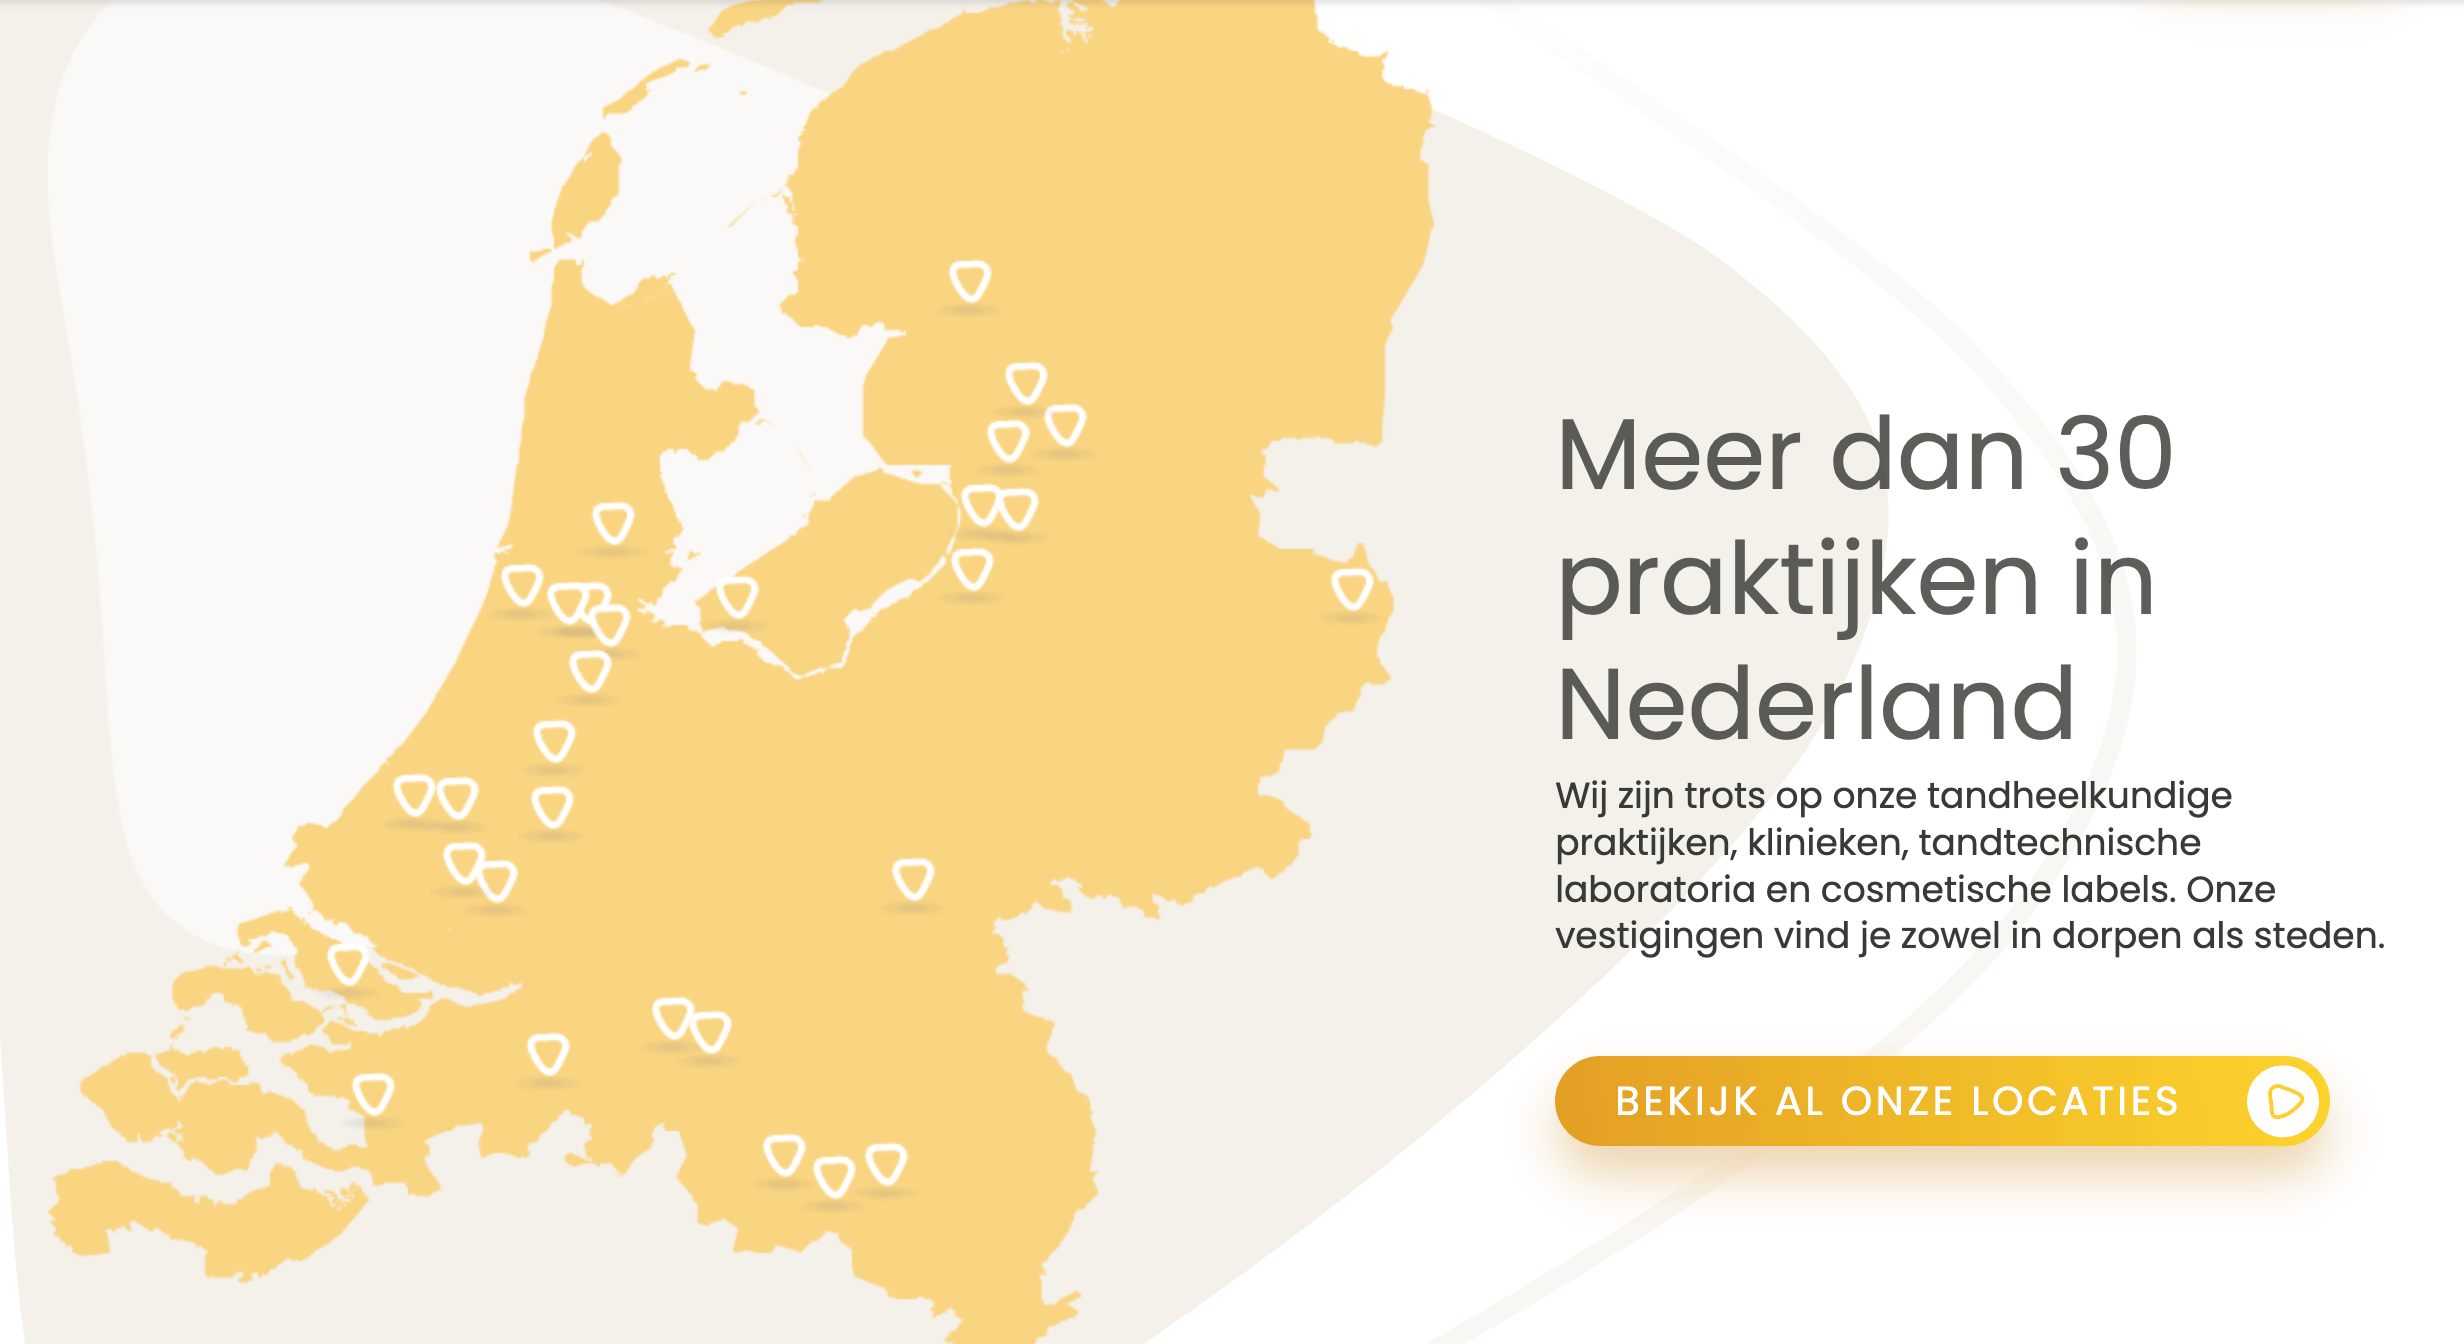 Meer dan 30
praktijken in
Nederland
Wij zijn trots op onze tandheelkundige
praktijken, klinieken, tandtechnische
laboratoria en cosmetische labels. Onze
vestigingen vind je zowel in dorpen als steden.
BEKIJK AL ONZE LOCATIES